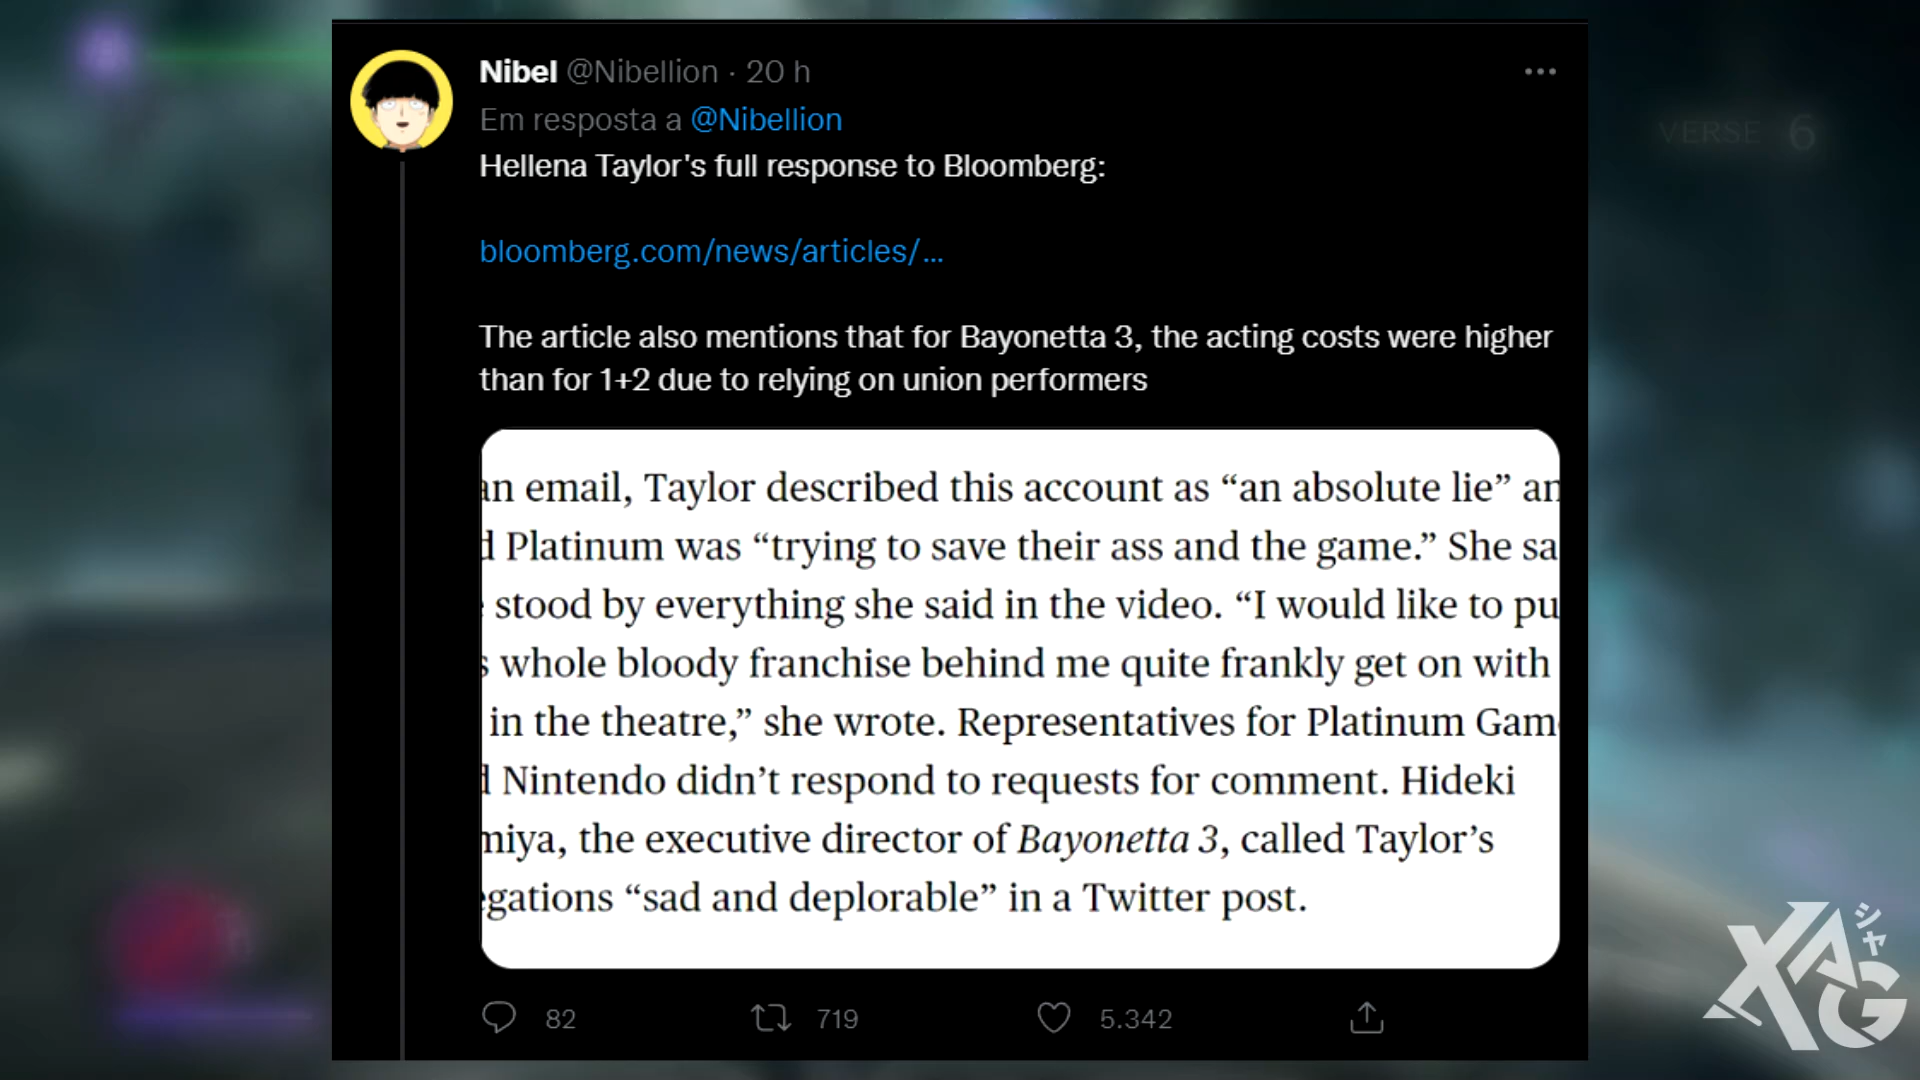 Nibel @Nibellion · 20 h
Em resposta a @Nibellion
Hellena Taylor's full response to Bloomberg:
bloomberg.com/news/articles/...
The article also mentions that for Bayonetta 3, the acting costs were higher
than for 1+2 due to relying on union performers
an email, Taylor described this account as “an absolute lie” an
d Platinum was “trying to save their ass and the game.” She sa
stood by everything she said in the video. “I would like to pu
s whole bloody franchise behind me quite frankly get on with
in the theatre,” she wrote. Representatives for Platinum Gam
d Nintendo didn’t respond to requests for comment. Hideki
miya, the executive director of Bayonetta 3, called Taylor’s
egations “sad and deplorable” in a Twitter post.
82 719 5.342
VERSE 6
XAG シャ